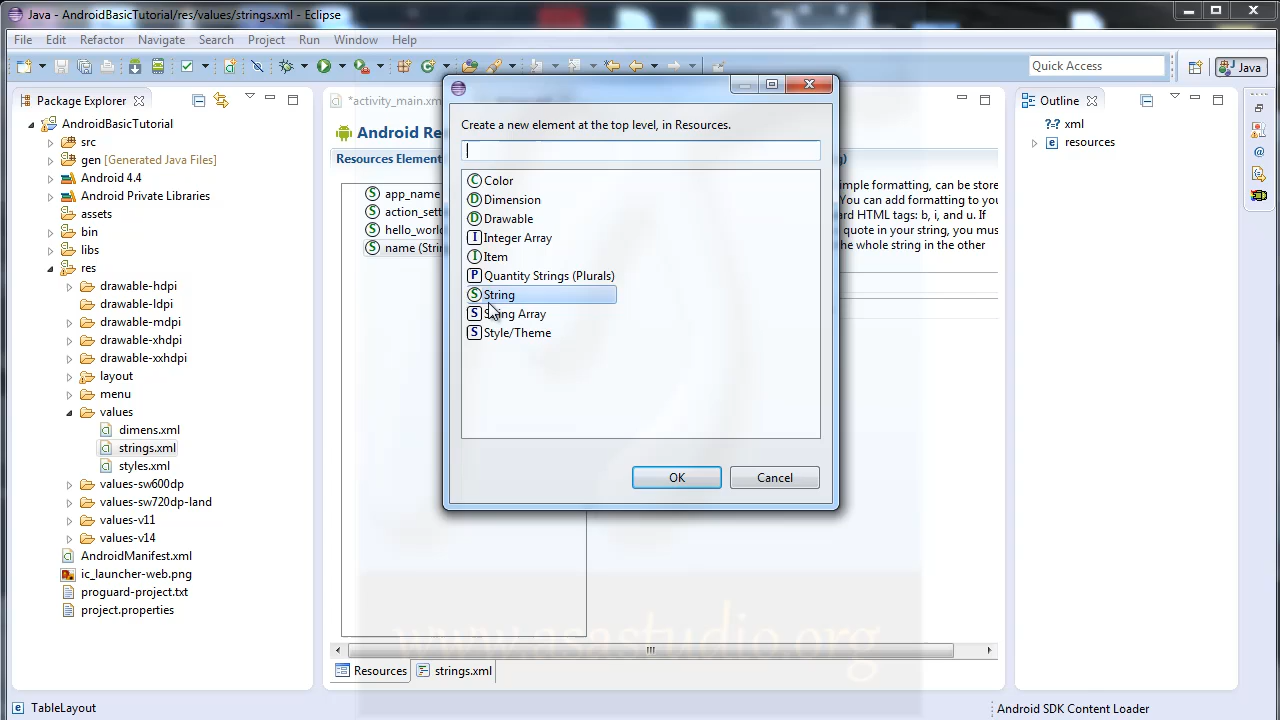 Java - AndroidBasicTutorial/res/values/strings.xml - Eclipse
File Edit Refactor Navigate Search Project Run Window Help
Quick Access
Java
Package Explorer
AndroidBasicTutorial
src
gen [Generated Java Files]
Android 4.4
Android Private Libraries
assets
bin
libs
res
drawable-hdpi
drawable-ldpi
drawable-mdpi
drawable-xhdpi
drawable-xxhdpi
layout
menu
values
dimens.xml
strings.xml
styles.xml
values-sw600dp
values-sw720dp-land
values-v11
values-v14
AndroidManifest.xml
ic_launcher-web.png
proguard-project.txt
project.properties
*activity_main.xm
Android Re
Resources Elemen
app_name
action_sett
hello_world
name (Strin
Create a new element at the top level, in Resources.
Color
Dimension
Drawable
Integer Array
Item
Quantity Strings (Plurals)
String
String Array
Style/Theme
OK
Cancel
imple formatting, can be store
You can add formatting to yo
ard HTML tags: b, i, and u. If
quote in your string, you mus
he whole string in the other
Resources
strings.xml
www.asastudio.org
Outline
xml
resources
TableLayout
Android SDK Content Loader